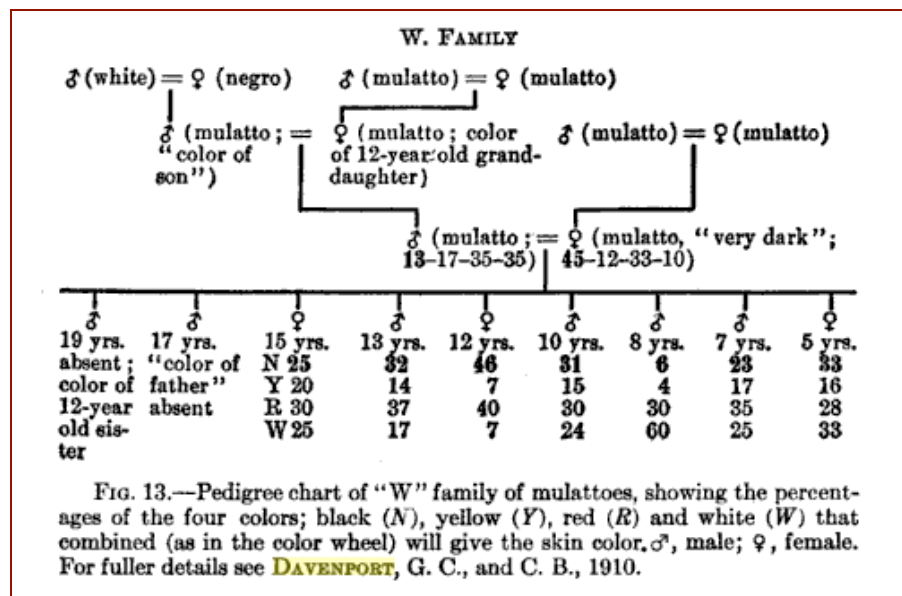 W. FAMILY
♂ (white) = ♀ (negro) ♂ (mulatto) = ♀ (mulatto)
♂ (mulatto ; = ♀ (mulatto ; color ♂ (mulatto) = ♀ (mulatto)
"color of of 12-year-old grand-
son") daughter)
♂ (mulatto ; = ♀ (mulatto, "very dark";
13-17-35-35) 45-12-33-10)
♂ ♂ ♀ ♂ ♀ ♂ ♂ ♂ ♀
19 yrs. 17 yrs. 15 yrs. 13 yrs. 12 yrs. 10 yrs. 8 yrs. 7 yrs. 5 yrs.
absent ; "color of N 25 32 46 31 6 23 33
color of father" Y 20 14 7 15 4 17 16
12-year absent R 30 37 40 30 30 35 28
old sis- W 25 17 7 24 60 25 33
ter
FIG. 13.—Pedigree chart of "W" family of mulattoes, showing the percent-
ages of the four colors; black (N), yellow (Y), red (R) and white (W) that
combined (as in the color wheel) will give the skin color. ♂, male; ♀, female.
For fuller details see DAVENPORT, G. C., and C. B., 1910.